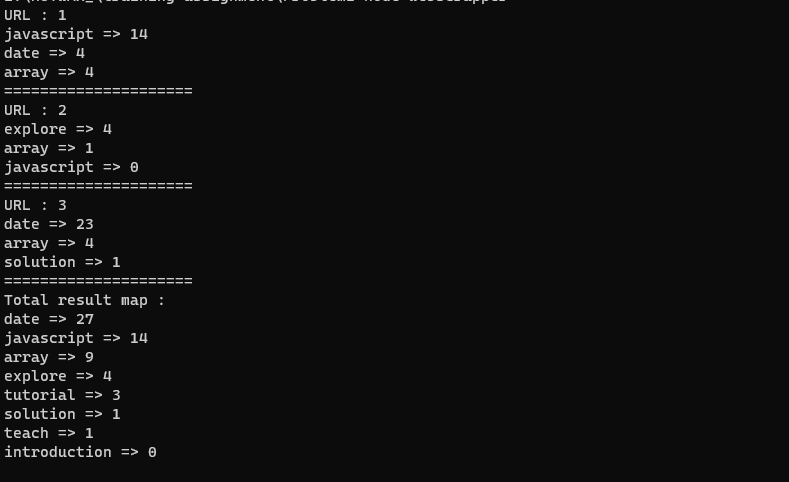 URL : 1
javascript => 14
date => 4
array => 4
=====================
URL : 2
explore => 4
array => 1
javascript => 0
=====================
URL : 3
date => 23
array => 4
solution => 1
=====================
Total result map :
date => 27
javascript => 14
array => 9
explore => 4
tutorial => 3
solution => 1
teach => 1
introduction => 0